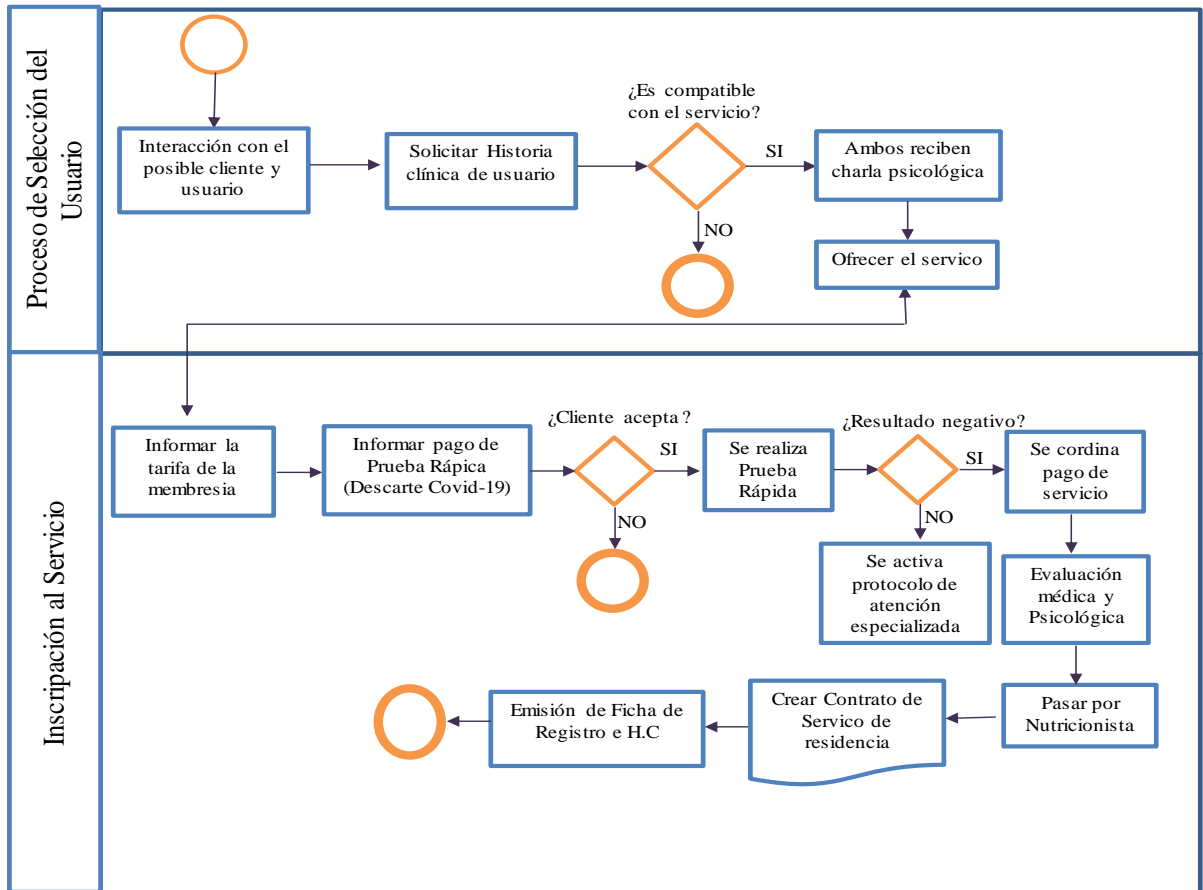 Proceso de Selección del
Usuario
Interacción con el
posible cliente y
usuario
Solicitar Historia
clínica de usuario
¿Es compatible
con el servicio?
SI
NO
Ambos reciben
charla psicológica
Ofrecer el servico
Inscripación al Servicio
Informar la
tarifa de la
membresia
Informar pago de
Prueba Rápica
(Descarte Covid-19)
¿Cliente acepta ?
SI
NO
Se realiza
Prueba
Rápida
¿Resultado negativo?
SI
NO
Se cordina
pago de
servicio
Se activa
protocolo de
atención
especializada
Evaluación
médica y
Psicológica
Pasar por
Nutricionista
Crear Contrato de
Servico de
residencia
Emisión de Ficha de
Registro e H.C